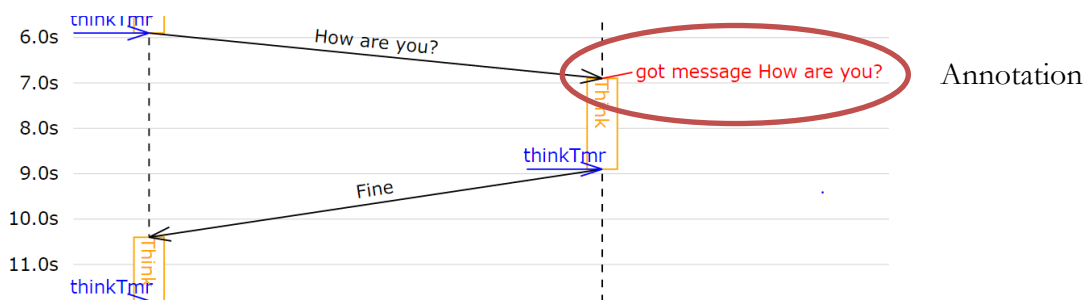 thinkTmr
6.0s
How are you?
got message How are you?
Annotation
7.0s
Think
8.0s
thinkTmr
9.0s
Fine
10.0s
Think
11.0s
thinkTmr